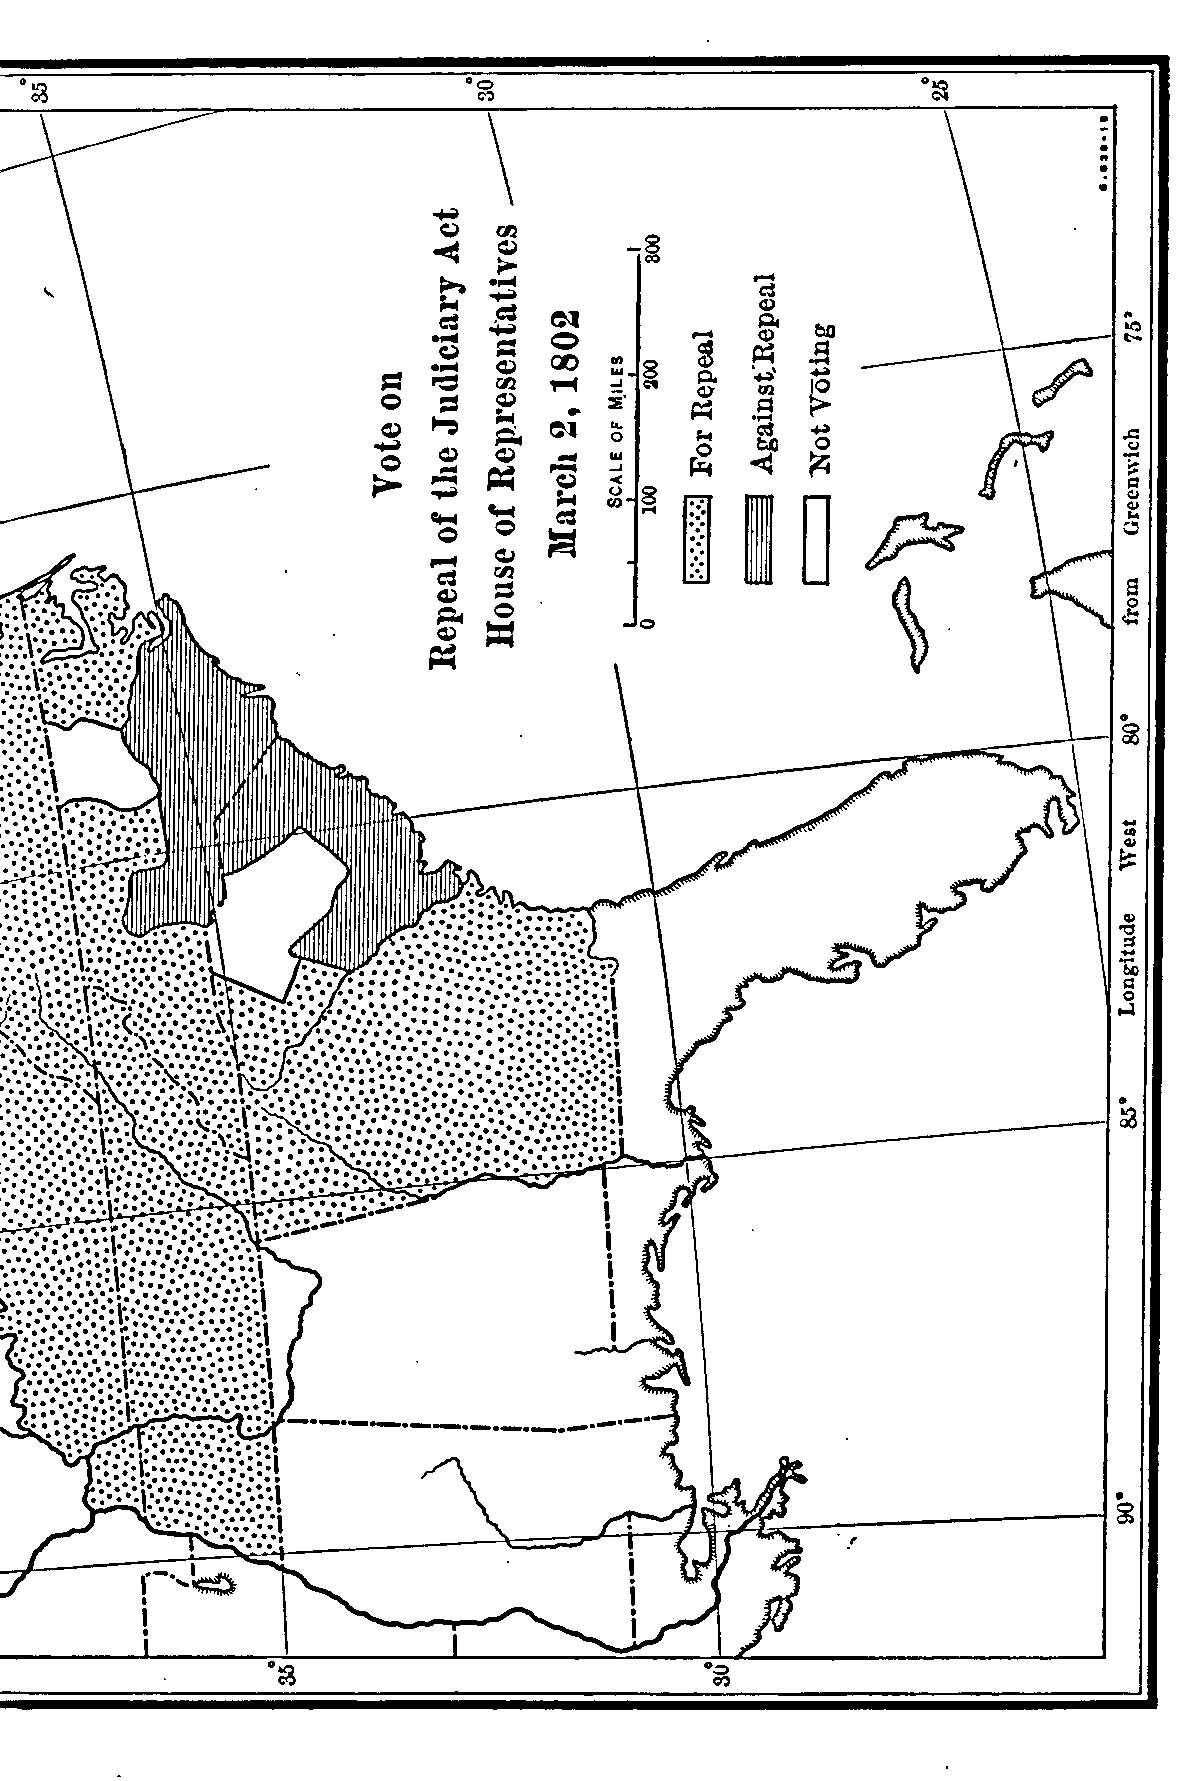 Vote on
Repeal of the Judiciary Act
House of Representatives
March 2, 1802
SCALE OF MILES
0 100 200 300
For Repeal
Against Repeal
Not Voting
35°
30°
25°
75°
80°
85°
90°
35°
30°
Longitude West from Greenwich